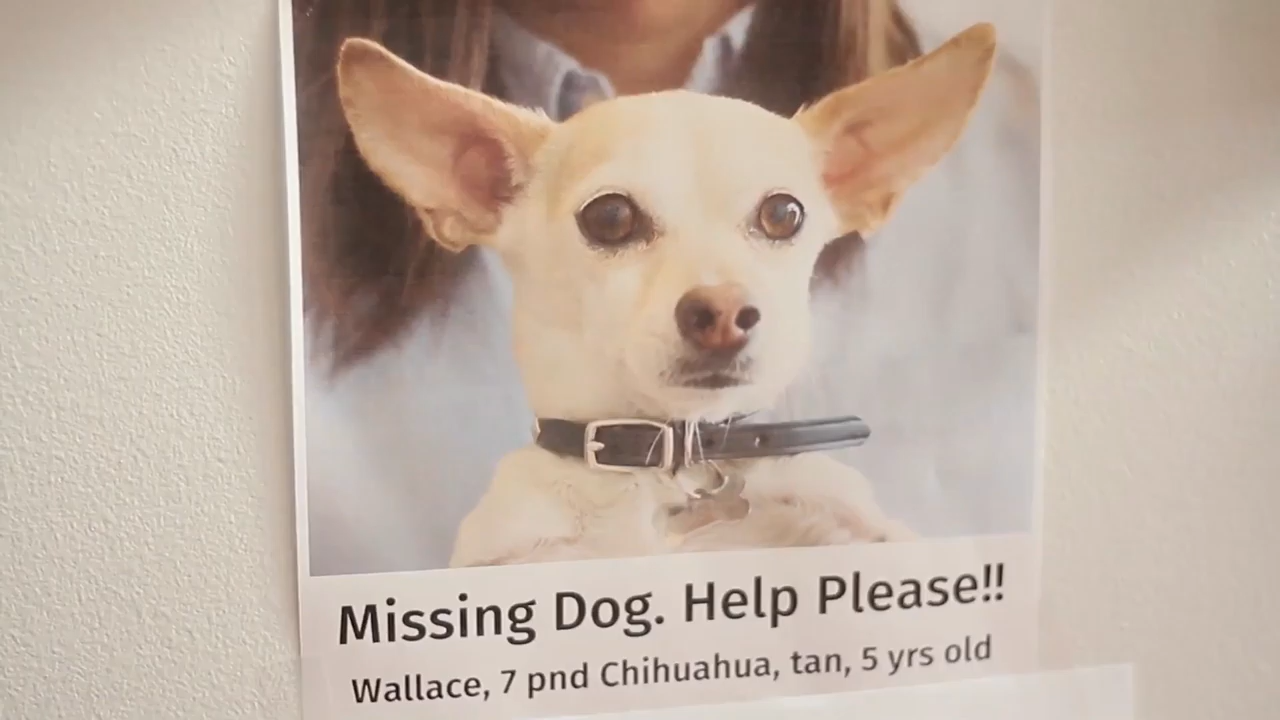 Missing Dog. Help Please!!
Wallace, 7 pnd Chihuahua, tan, 5 yrs old